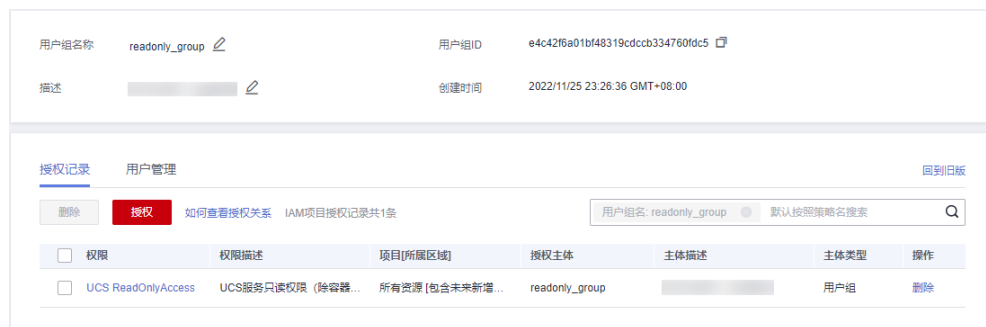 用户组名称 readonly_group 用户组ID e4c42f6a01bf48319cdccb334760fdc5
描述 创建时间 2022/11/25 23:26:36 GMT+08:00
授权记录 用户管理 回到旧版
删除 授权 如何查看授权关系 IAM项目授权记录共1条 用户组名: readonly_group 默认按照策略名搜索
权限 权限描述 项目[所属区域] 授权主体 主体描述 主体类型 操作
UCS ReadOnlyAccess UCS服务只读权限（除容器... 所有资源 [包含未来新增... readonly_group 用户组 删除